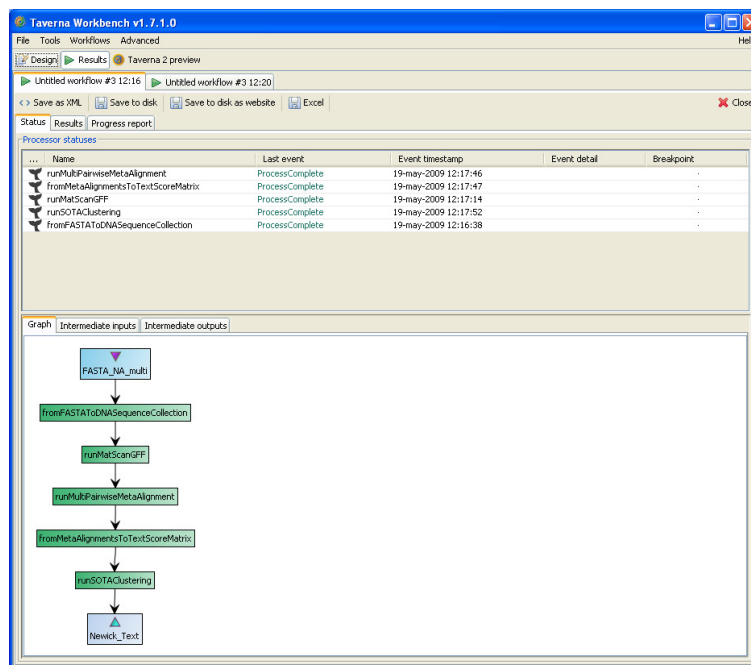 Taverna Workbench v1.7.1.0
File Tools Workflows Advanced Hel
Design Results Taverna 2 preview
Untitled workflow #3 12:16 Untitled workflow #3 12:20
<> Save as XML Save to disk Save to disk as website Excel Close
Status Results Progress report
Processor statuses
... Name Last event Event timestamp Event detail Breakpoint
runMultiPairwiseMetaAlignment ProcessComplete 19-may-2009 12:17:46 -
fromMetaAlignmentsToTextScoreMatrix ProcessComplete 19-may-2009 12:17:47 -
runMatScanGFF ProcessComplete 19-may-2009 12:17:14 -
runSOTAClustering ProcessComplete 19-may-2009 12:17:52 -
fromFASTAToDNASequenceCollection ProcessComplete 19-may-2009 12:16:38 -
Graph Intermediate inputs Intermediate outputs
FASTA_NA_multi
fromFASTAToDNASequenceCollection
runMatScanGFF
runMultiPairwiseMetaAlignment
fromMetaAlignmentsToTextScoreMatrix
runSOTAClustering
Newick_Text